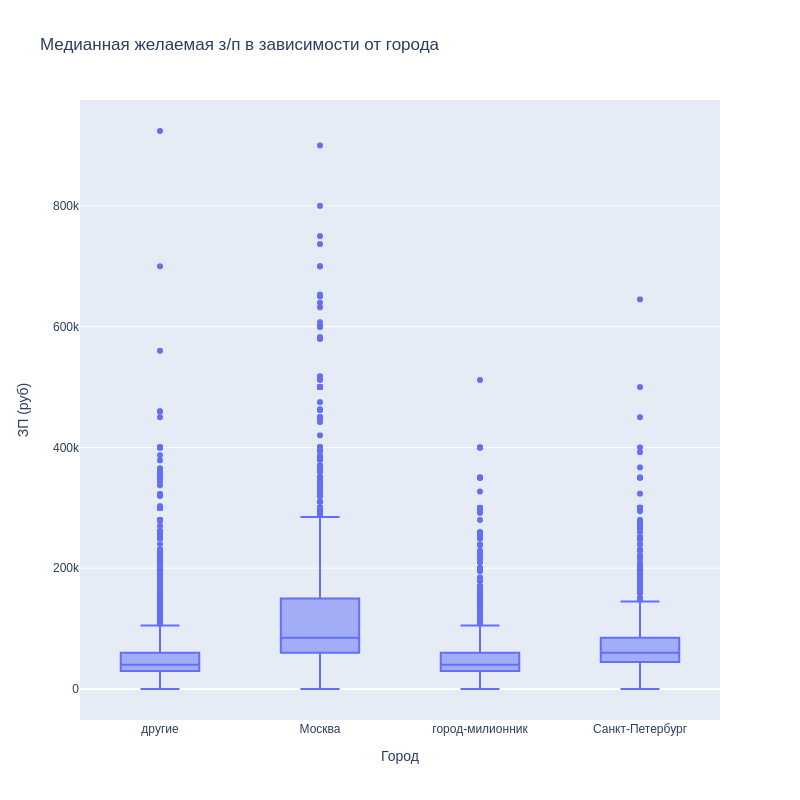 Медианная желаемая з/п в зависимости от города
800k
600k
400k
200k
0
ЗП (руб)
другие
Москва
город-милионник
Санкт-Петербург
Город